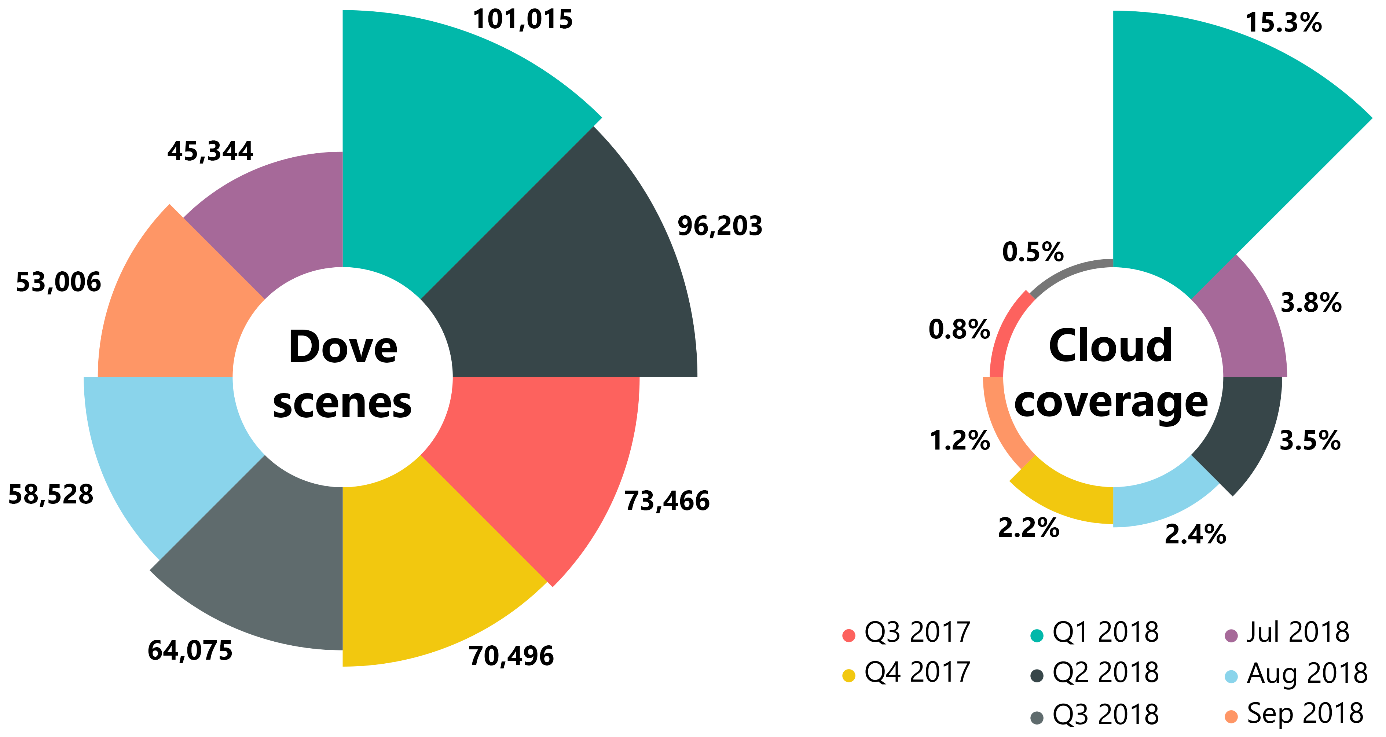 101,015
96,203
73,466
70,496
64,075
58,528
53,006
45,344
Dove
scenes
15.3%
3.8%
3.5%
2.4%
2.2%
1.2%
0.8%
0.5%
Cloud
coverage
Q3 2017
Q4 2017
Q1 2018
Q2 2018
Q3 2018
Jul 2018
Aug 2018
Sep 2018